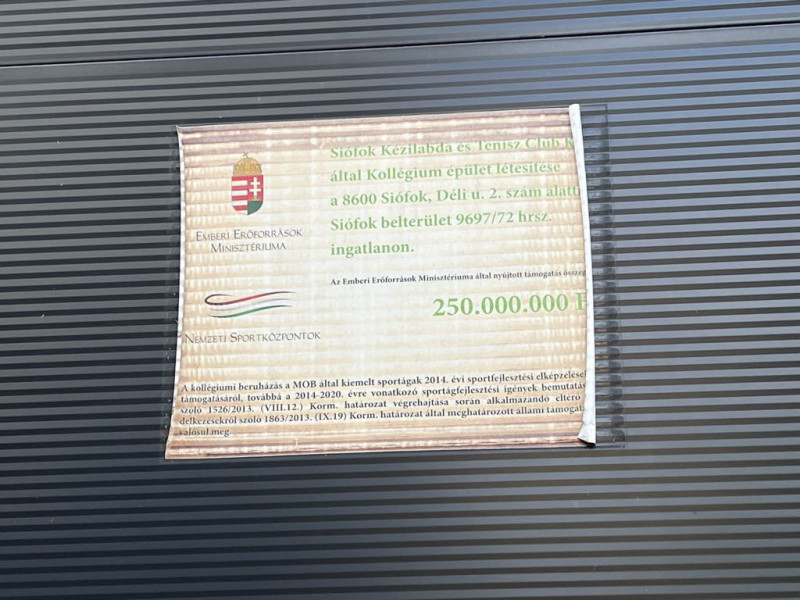 Siófok Kézilabda és Tenisz Club
által Kollégium épület létesítése
a 8600 Siófok, Déli u. 2. szám alatt
Siófok belterület 9697/72 hrsz.
ingatlanon.
EMBERI ERŐFORRÁSOK
MINISZTÉRIUMA
Az Emberi Erőforrások Minisztériuma által nyújtott támogatás összeg
250.000.000 F
NEMZETI SPORTKÖZPONTOK
A kollégiumi beruházás a MOB által kiemelt sportágak 2014. évi sportfejlesztési elképzelései
támogatásáról, továbbá a 2014-2020. évre vonatkozó sportágfejlesztési igények bemutatás
szóló 1526/2013. (VIII.12.) Korm. határozat végrehajtása során alkalmazandó eltérő
delkezésekről szóló 1863/2013. (IX.19) Korm. határozat által meghatározott állami támogat
valósul meg.